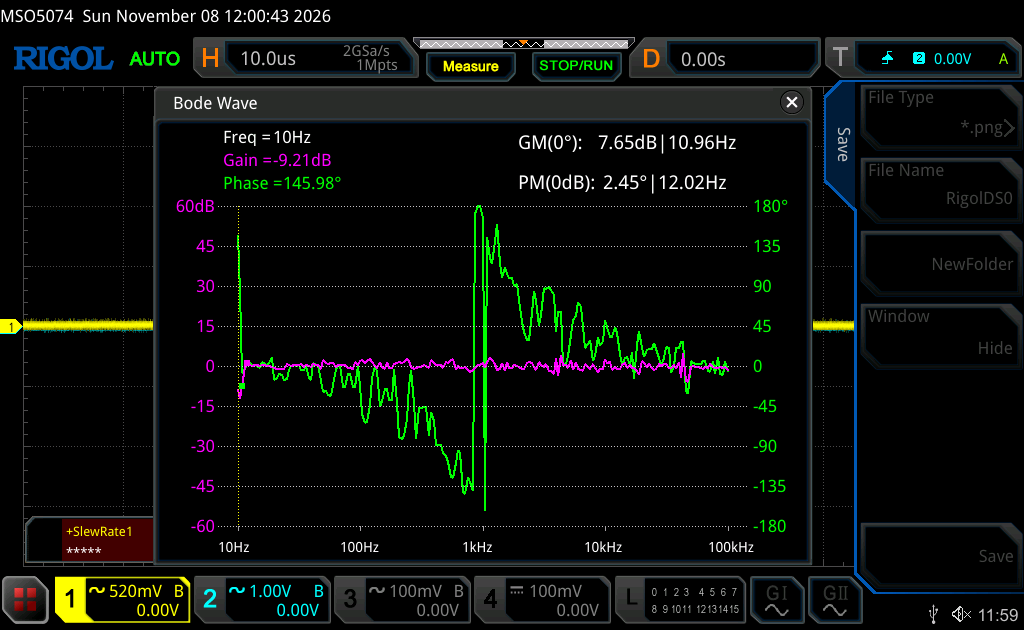 MSO5074 Sun November 08 12:00:43 2026
RIGOL AUTO H 10.0us 2GSa/s 1Mpts Measure STOP/RUN D 0.00s T 2 0.00V A
Bode Wave
Freq =10Hz
Gain =-9.21dB
Phase =145.98°
GM(0°): 7.65dB|10.96Hz
PM(0dB): 2.45°|12.02Hz
60dB 180°
45 135
30 90
15 45
0 0
-15 -45
-30 -90
-45 -135
-60 -180
10Hz 100Hz 1kHz 10kHz 100kHz
1
+SlewRate1
*****
Save
File Type
*.png
File Name
RigolDS0
NewFolder
Window
Hide
Save
1 520mV B 0.00V
2 1.00V B 0.00V
3 100mV B 0.00V
4 100mV 0.00V
L 0 1 2 3 4 5 6 7
8 9 10 11 12 13 14 15
GI GII
11:59